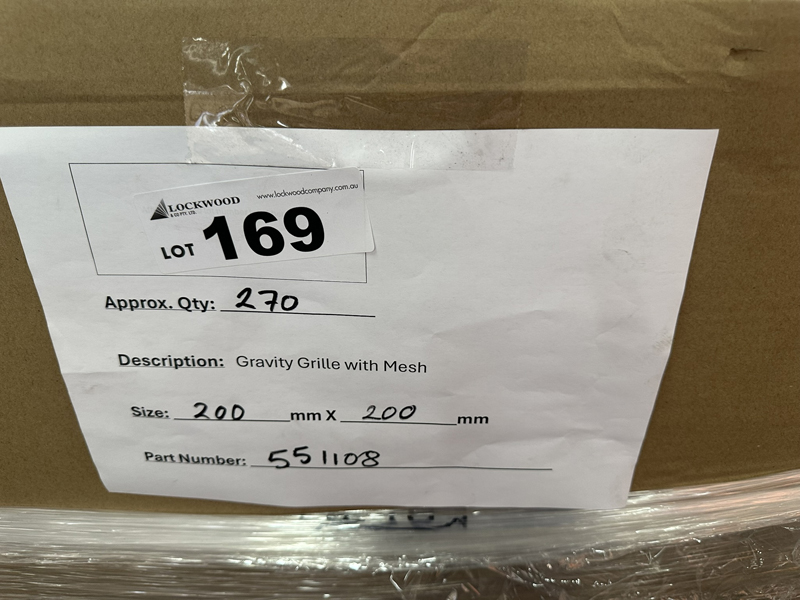 LOCKWOOD
& CO PTY. LTD.
www.lockwoodcompany.com.au
LOT 169
Approx. Qty: 270
Description: Gravity Grille with Mesh
Size: 200 mm X 200 mm
Part Number: 551108